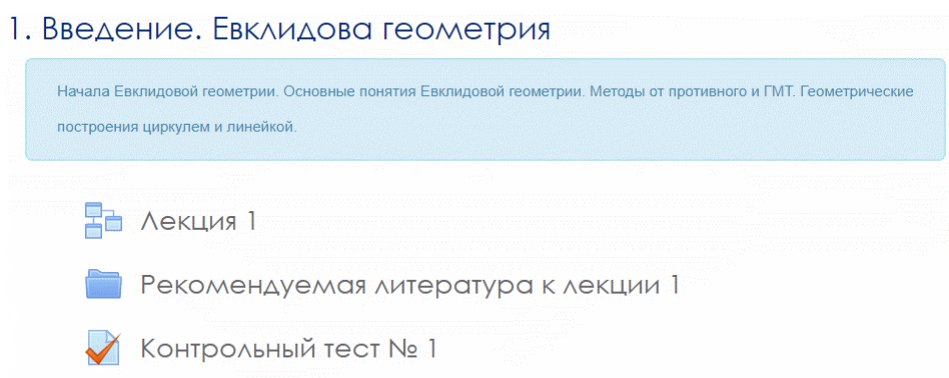 1. Введение. Евклидова геометрия
Начала Евклидовой геометрии. Основные понятия Евклидовой геометрии. Методы от противного и ГМТ. Геометрические
построения циркулем и линейкой.
Лекция 1
Рекомендуемая литература к лекции 1
Контрольный тест № 1